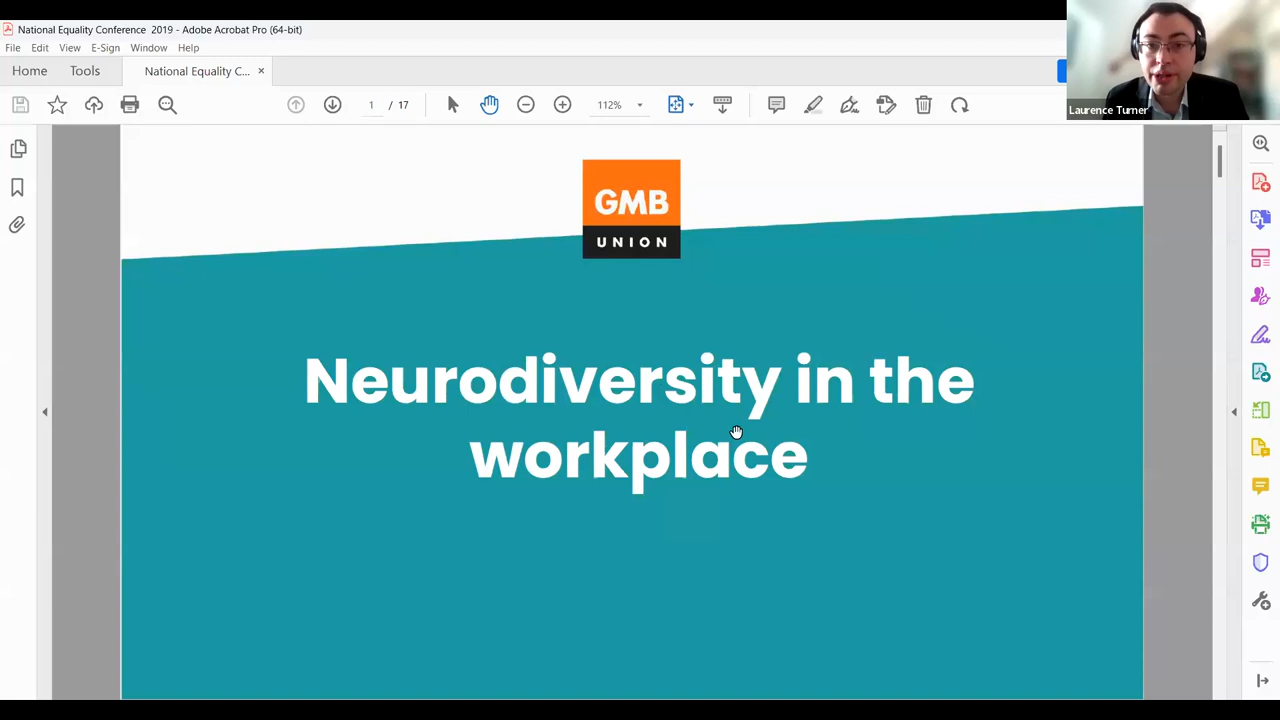 National Equality Conference 2019 - Adobe Acrobat Pro (64-bit)
File Edit View E-Sign Window Help
Home Tools National Equality C... ×
1 / 17 112%
Laurence Turner
GMB
UNION
Neurodiversity in the
workplace